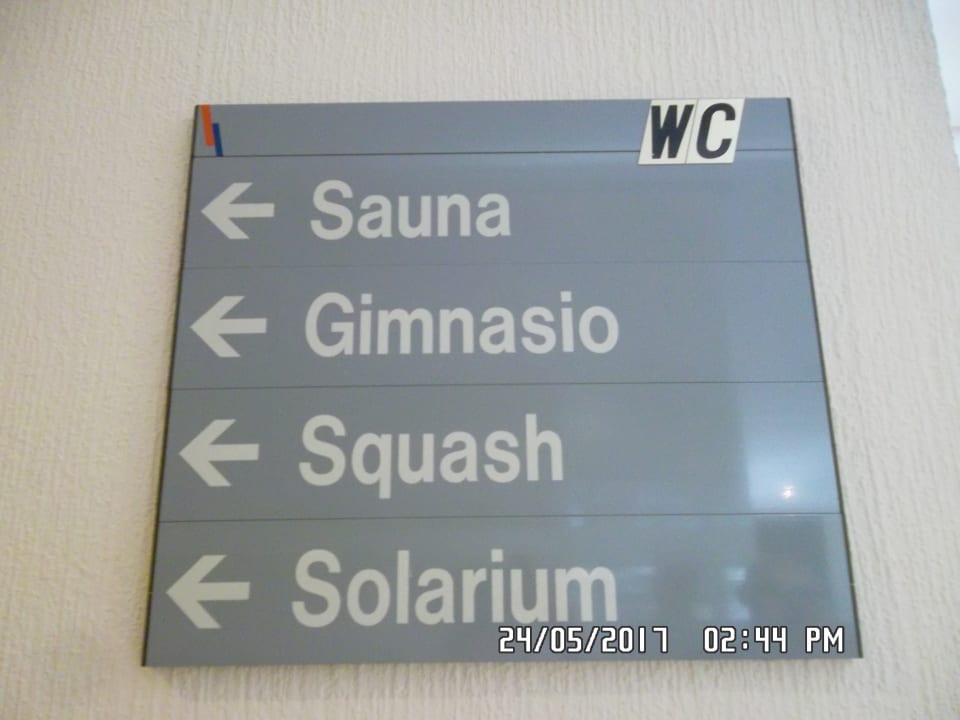 WC
Sauna
Gimnasio
Squash
Solarium
24/05/2017 02:44 PM